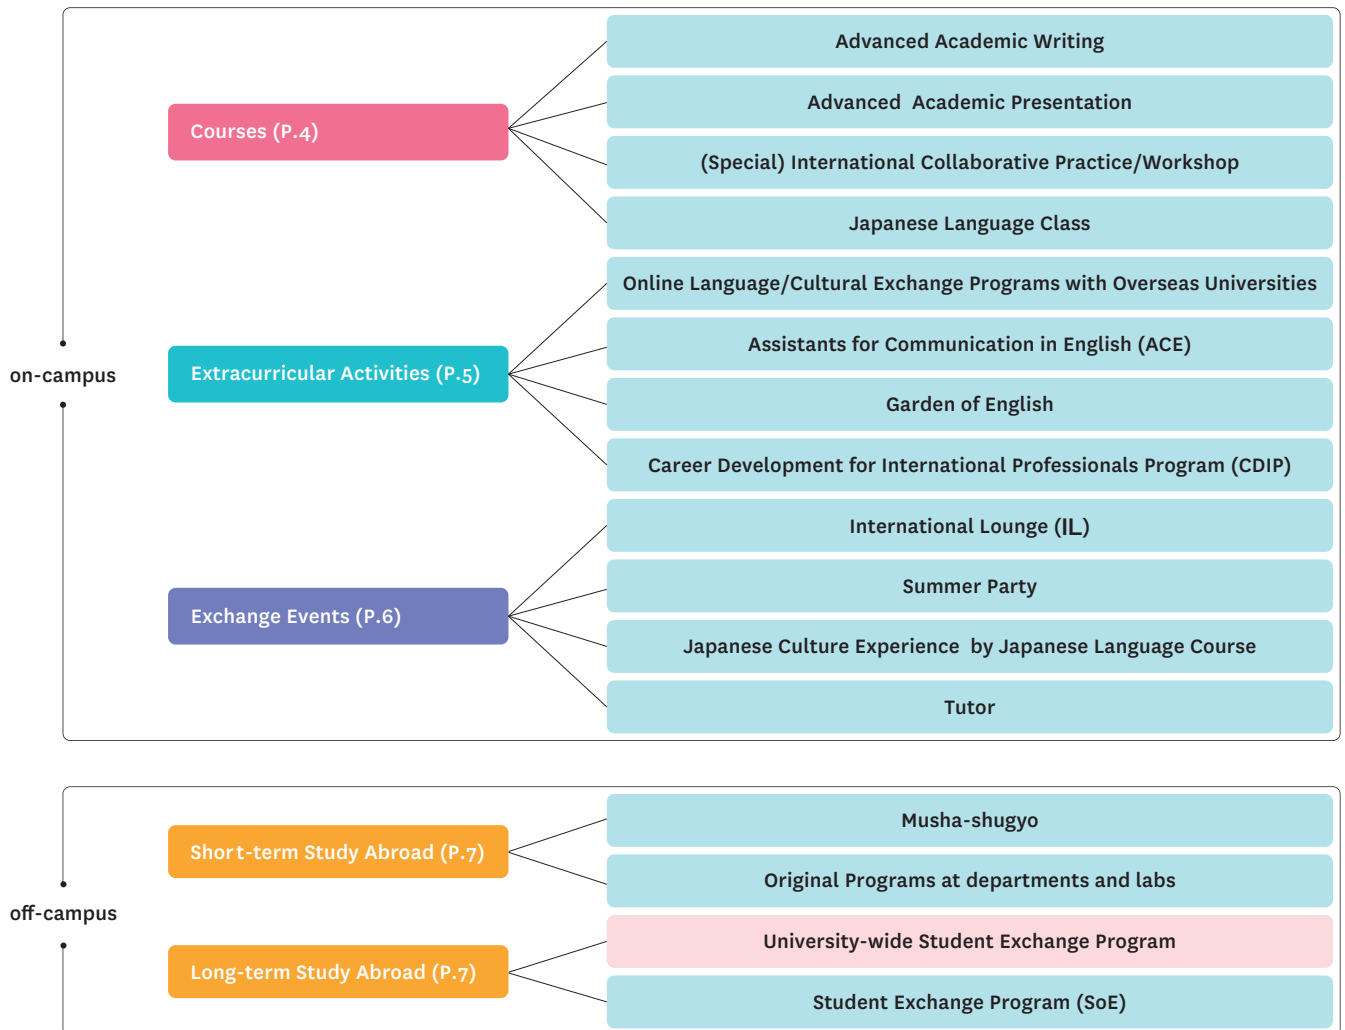 on-campus
Courses (P.4)
Advanced Academic Writing
Advanced Academic Presentation
(Special) International Collaborative Practice/Workshop
Japanese Language Class
Extracurricular Activities (P.5)
Online Language/Cultural Exchange Programs with Overseas Universities
Assistants for Communication in English (ACE)
Garden of English
Career Development for International Professionals Program (CDIP)
Exchange Events (P.6)
International Lounge (IL)
Summer Party
Japanese Culture Experience by Japanese Language Course
Tutor
off-campus
Short-term Study Abroad (P.7)
Musha-shugyo
Original Programs at departments and labs
Long-term Study Abroad (P.7)
University-wide Student Exchange Program
Student Exchange Program (SoE)